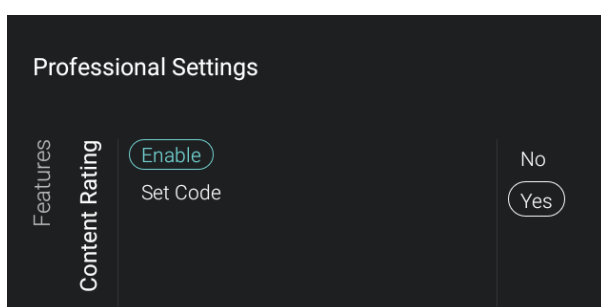 Professional Settings
Features
Content Rating
Enable
Set Code
No
Yes